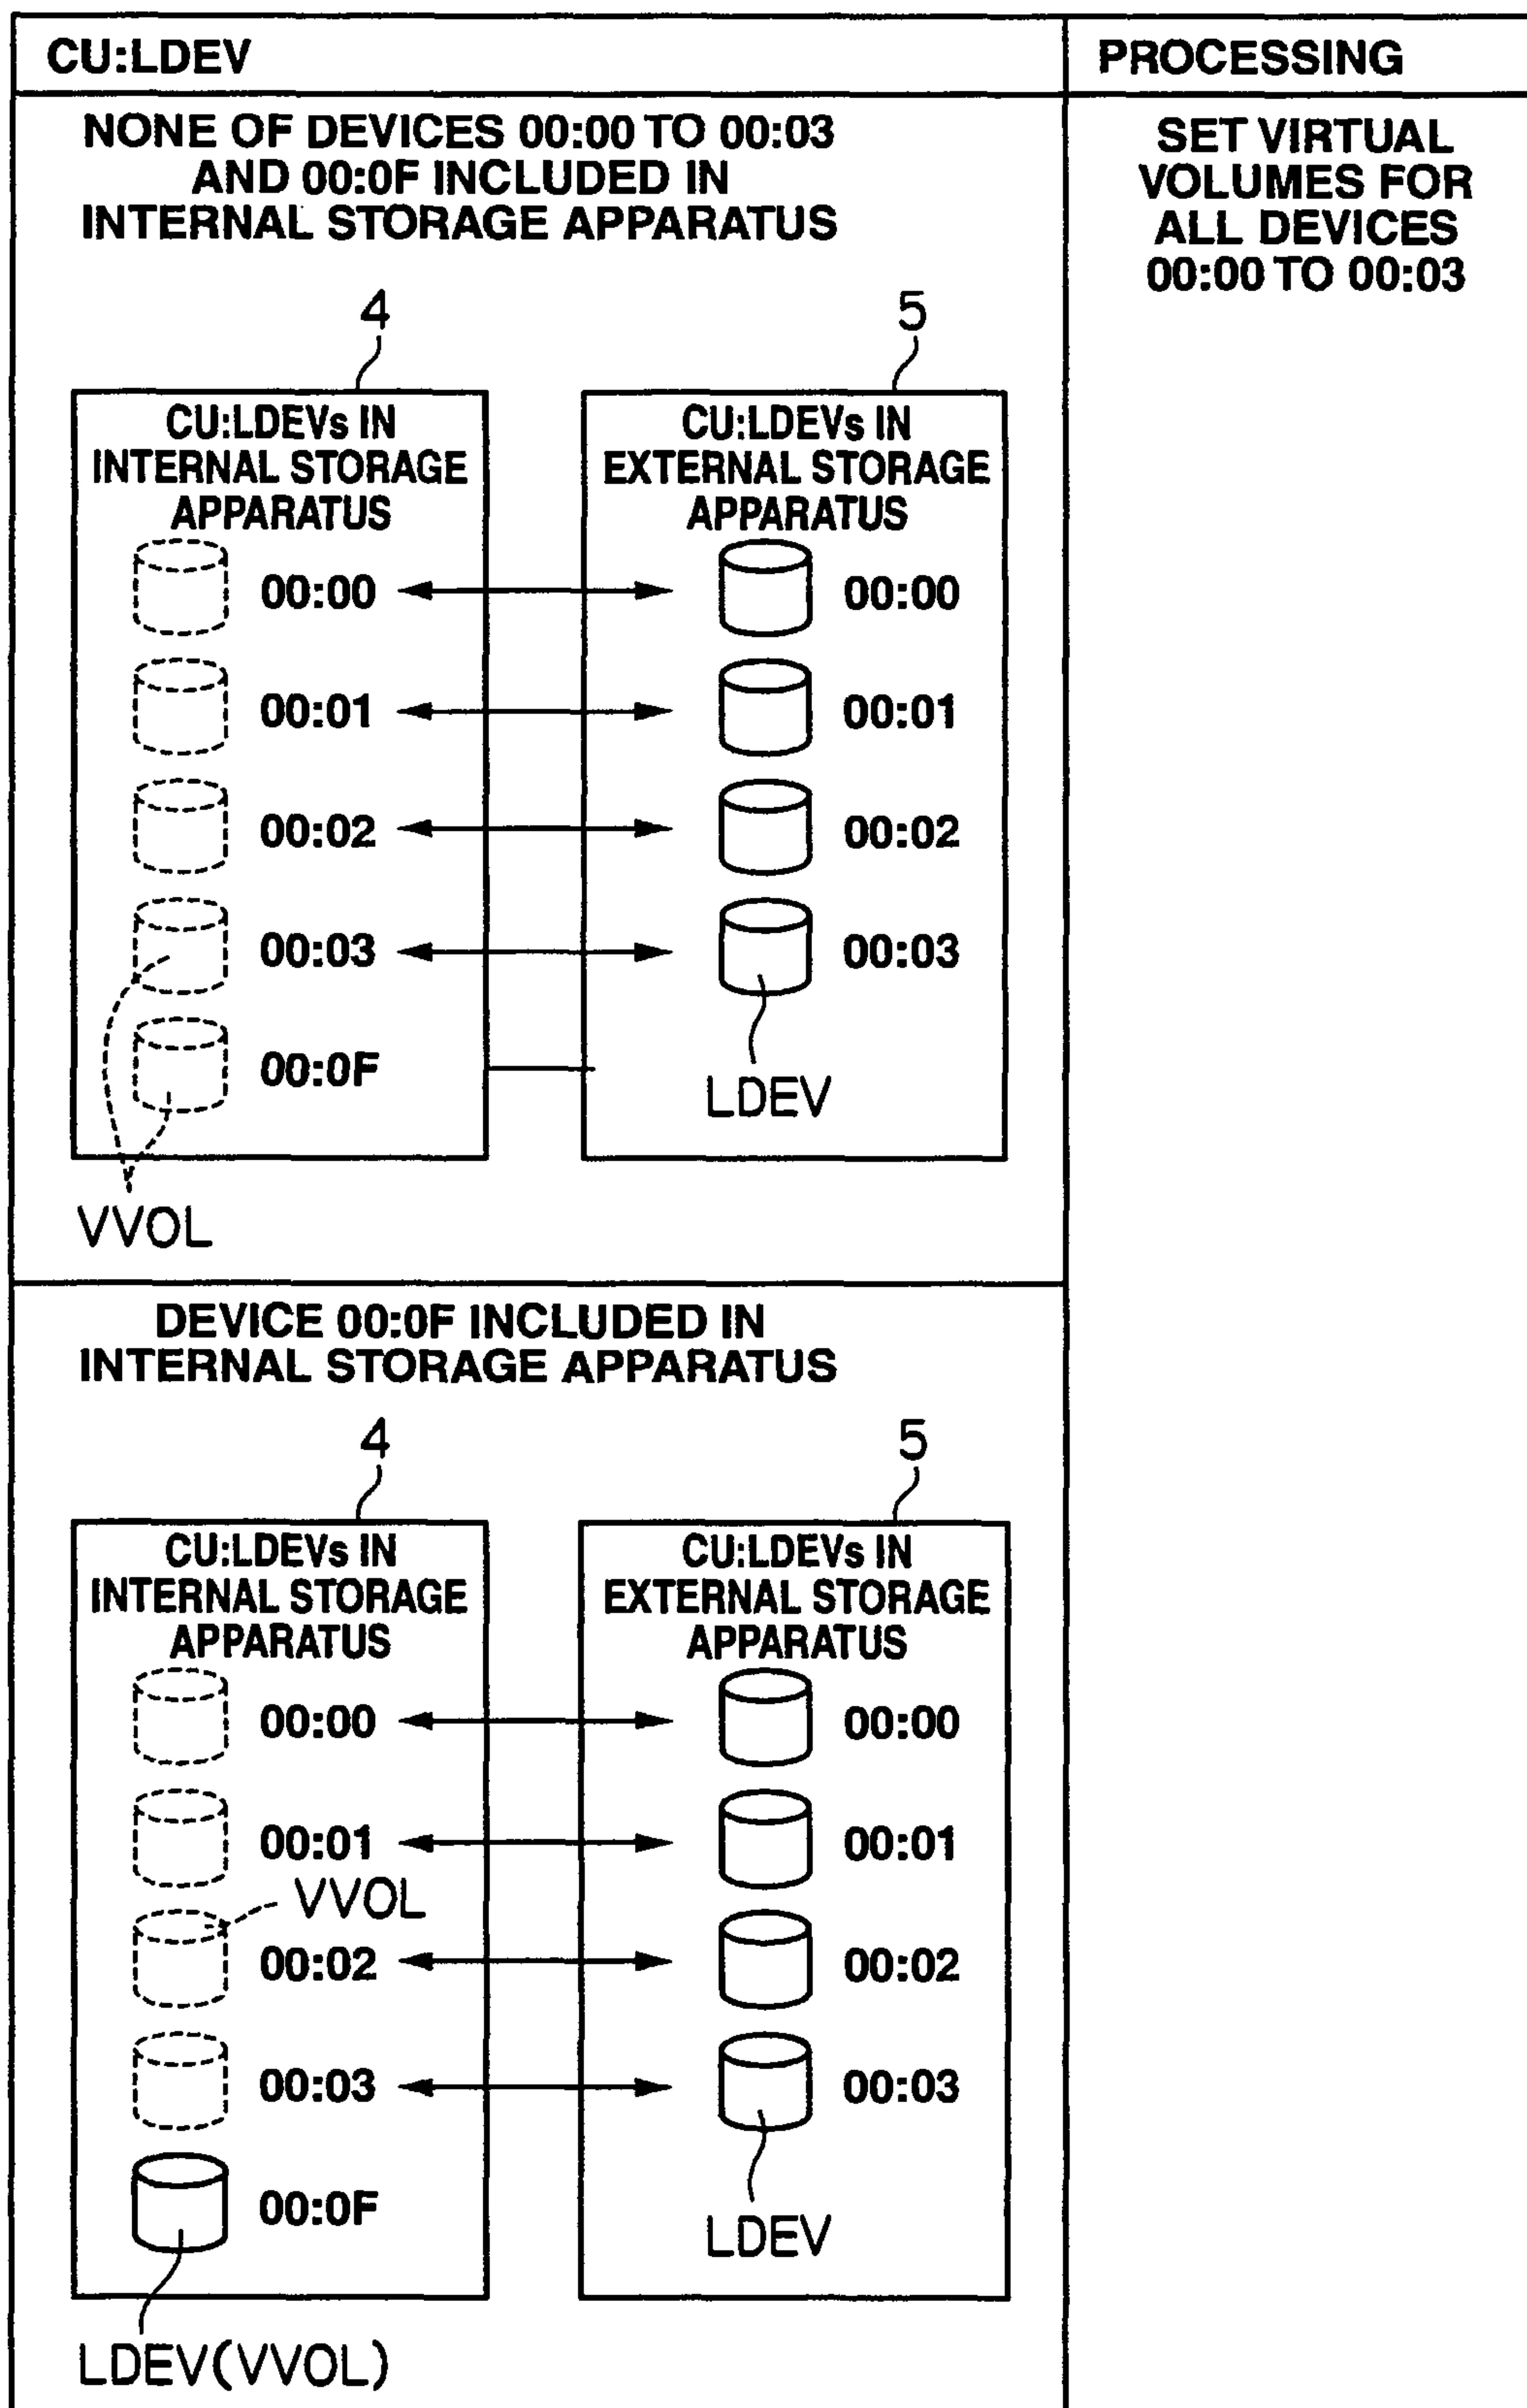 CU:LDEV
PROCESSING
NONE OF DEVICES 00:00 TO 00:03
AND 00:0F INCLUDED IN
INTERNAL STORAGE APPARATUS
SET VIRTUAL
VOLUMES FOR
ALL DEVICES
00:00 TO 00:03
4
5
CU:LDEVs IN
INTERNAL STORAGE
APPARATUS
CU:LDEVs IN
EXTERNAL STORAGE
APPARATUS
00:00
00:00
00:01
00:01
00:02
00:02
00:03
00:03
00:0F
LDEV
VVOL
DEVICE 00:0F INCLUDED IN
INTERNAL STORAGE APPARATUS
4
5
CU:LDEVs IN
INTERNAL STORAGE
APPARATUS
CU:LDEVs IN
EXTERNAL STORAGE
APPARATUS
00:00
00:00
00:01
00:01
VVOL
00:02
00:02
00:03
00:03
00:0F
LDEV
LDEV(VVOL)